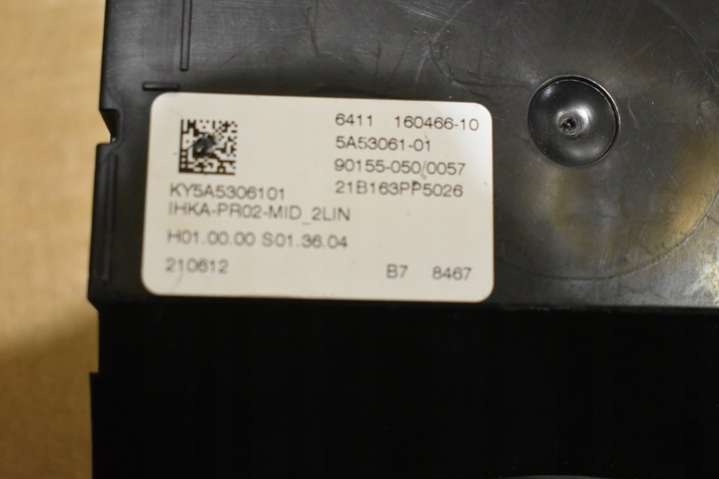 6411 160466-10
5A53061-01
90155-050/0057
21B163PP5026
KY5A5306101
IHKA-PR02-MID_2LIN
H01.00.00 S01.36.04
210612 B7 8467